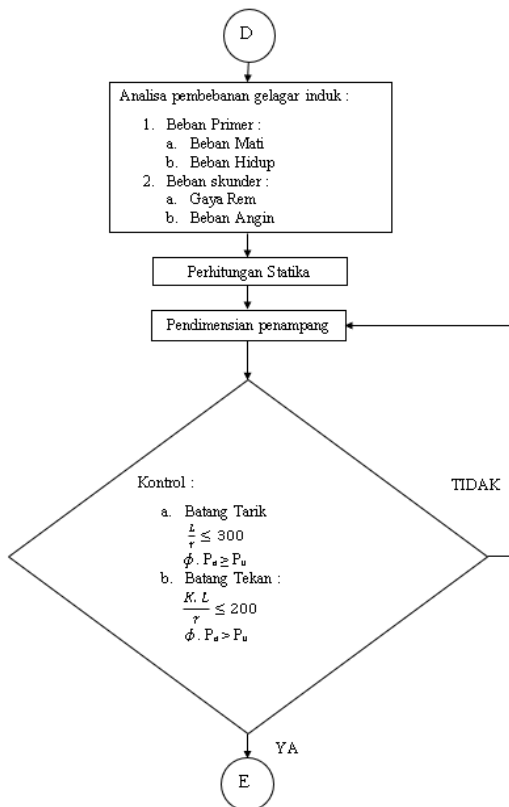 D
Analisa pembebanan gelagar induk :
1. Beban Primer :
a. Beban Mati
b. Beban Hidup
2. Beban skunder :
a. Gaya Rem
b. Beban Angin
Perhitungan Statika
Pendimensian penampang
Kontrol :
a. Batang Tarik
L/r ≤ 300
ϕ . Pₙ ≥ Pᵤ
b. Batang Tekan :
K. L/r ≤ 200
ϕ . Pₙ > Pᵤ
TIDAK
YA
E